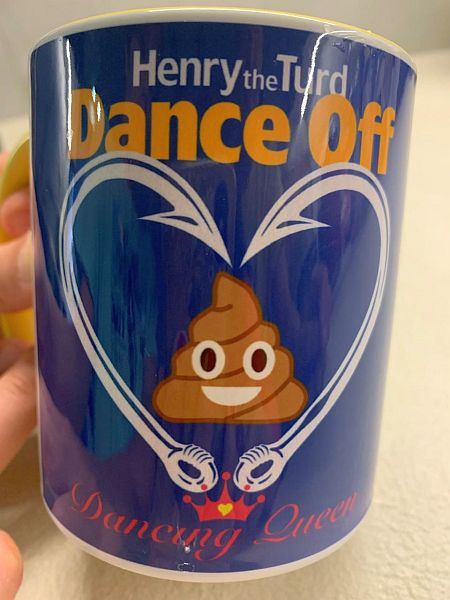 Henry the Turd
Dance Off
Dancing Queen